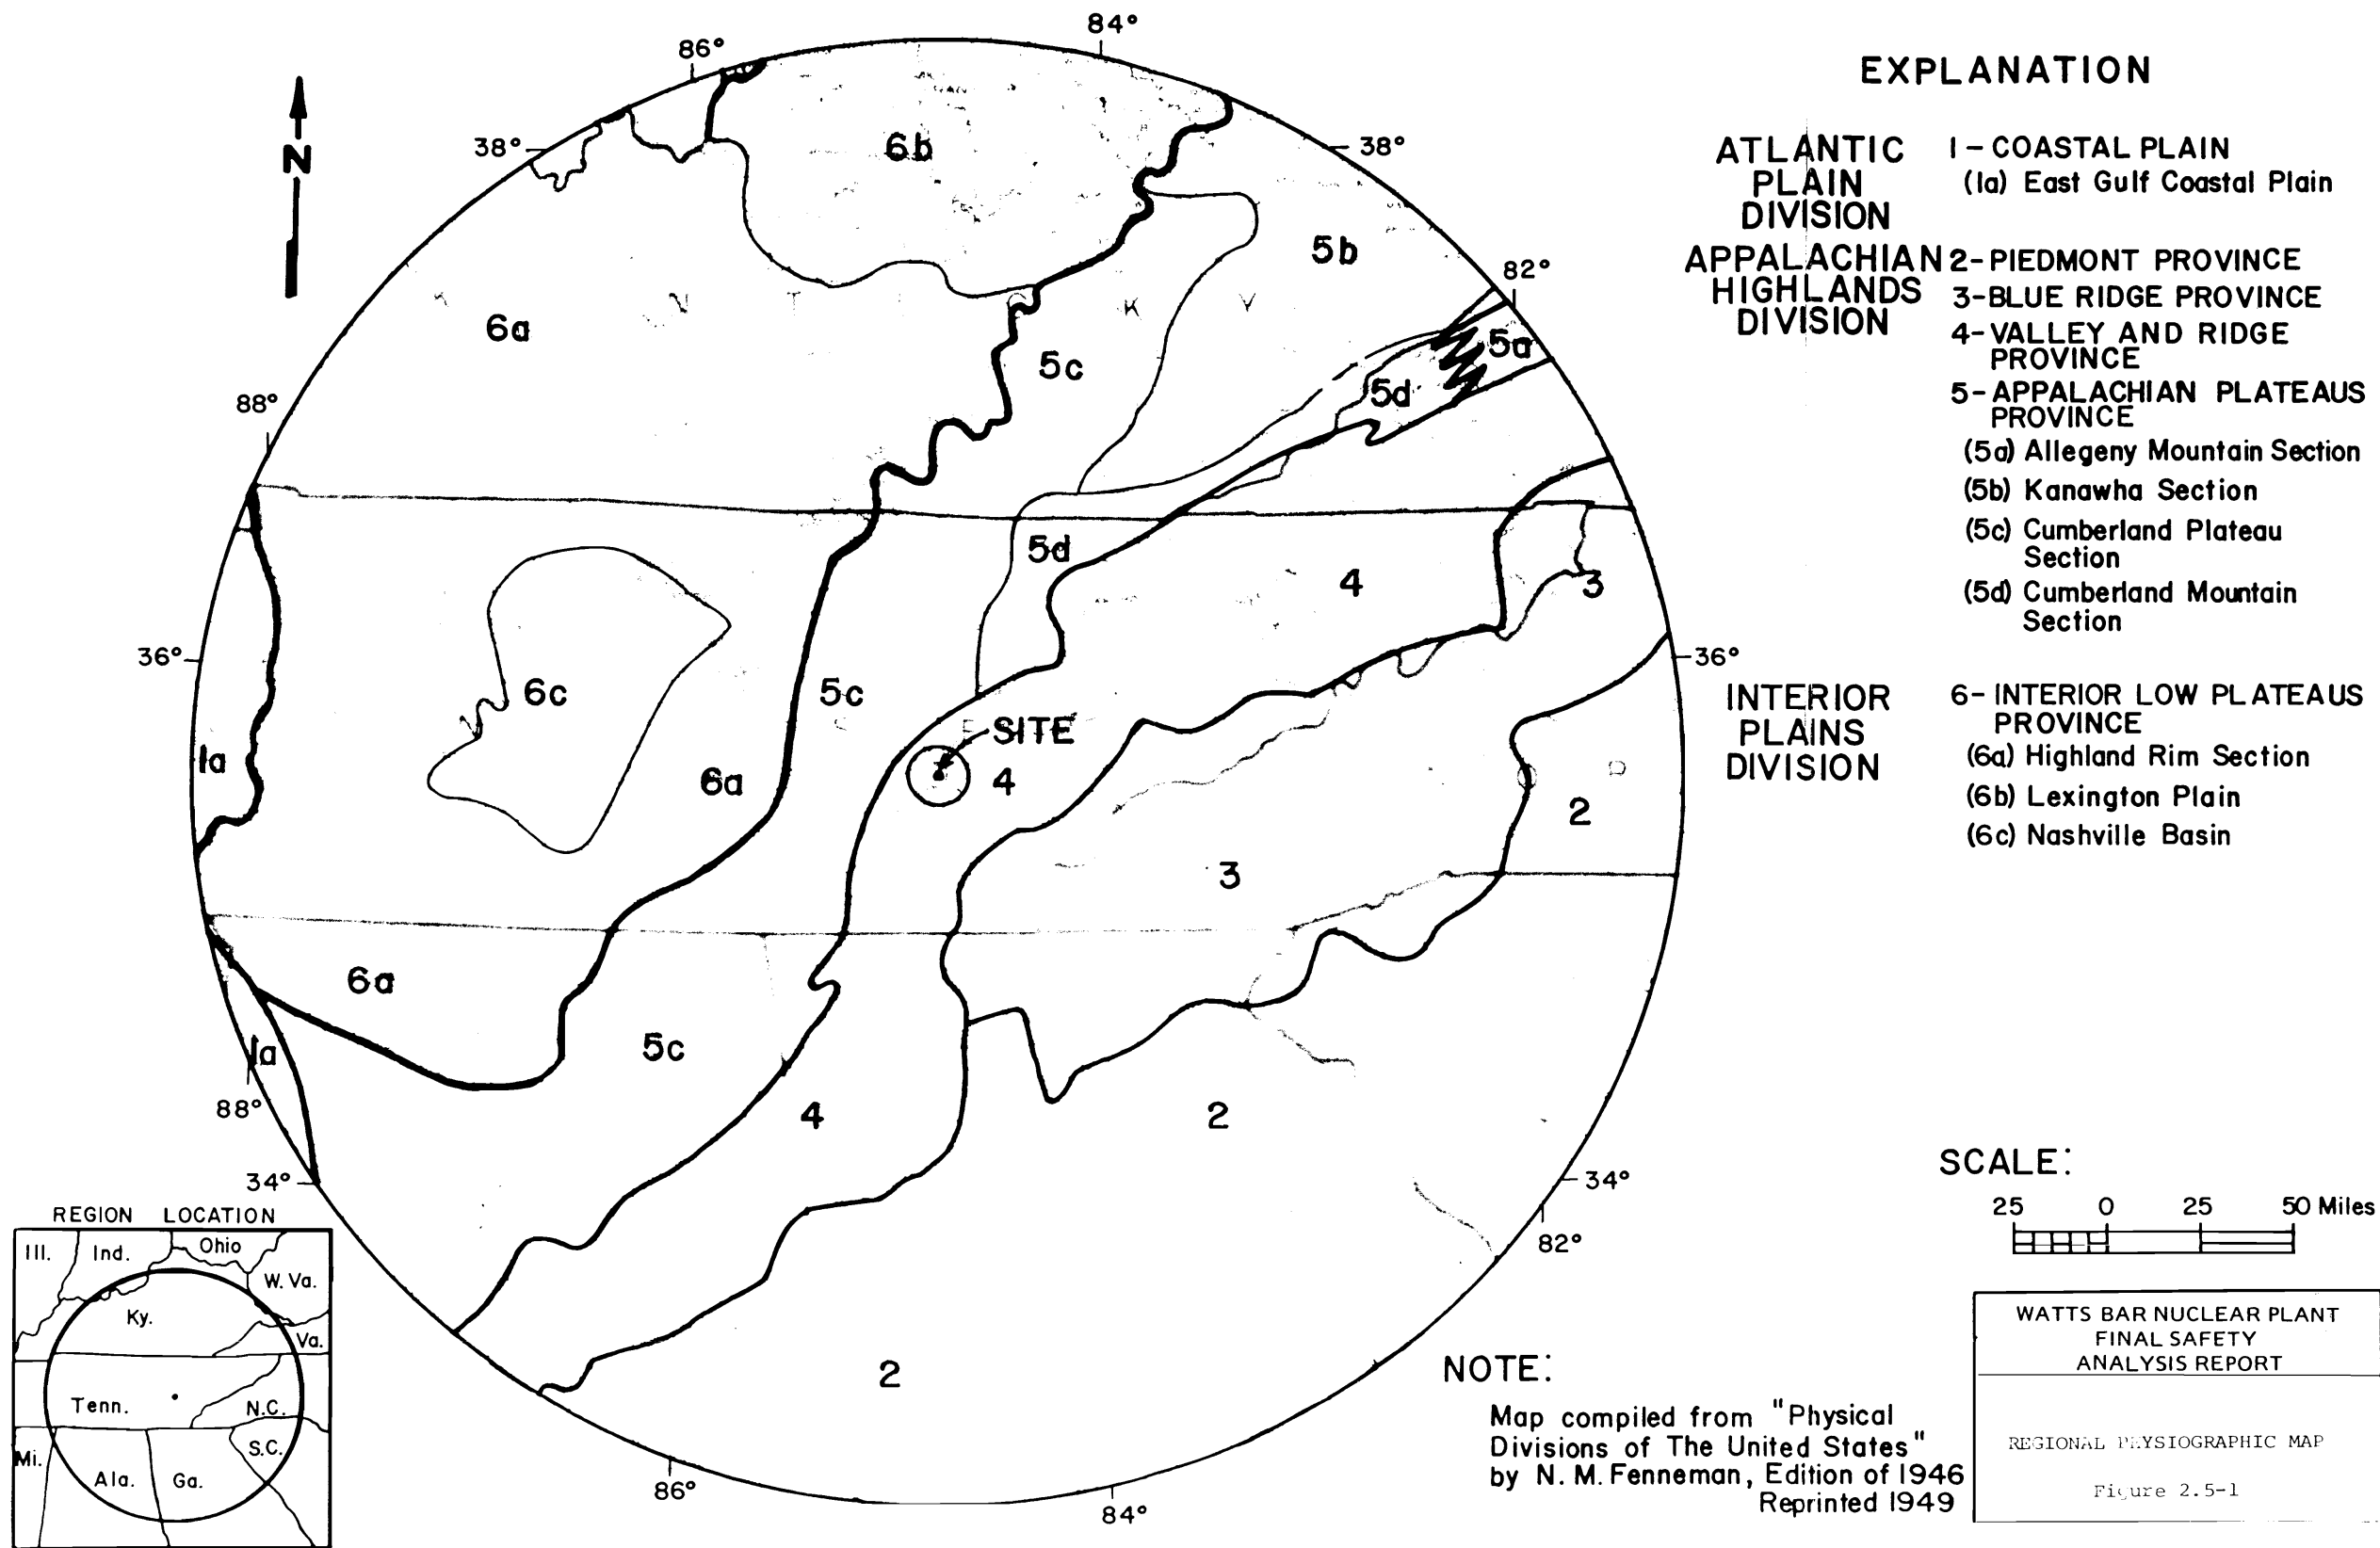 84°
86°
N
38°
38°
6b
5b
82°
K N T C K Y
6a
5a
5c
5d
88°
5d
4
3
36°
36°
6c
5c
SITE
1a
6a
4
2
3
6a
5c
1a
88°
4
2
34°
34°
82°
2
86°
84°
EXPLANATION
ATLANTIC
PLAIN
DIVISION
1 - COASTAL PLAIN
(1a) East Gulf Coastal Plain
APPALACHIAN
HIGHLANDS
DIVISION
2- PIEDMONT PROVINCE
3-BLUE RIDGE PROVINCE
4-VALLEY AND RIDGE
PROVINCE
5-APPALACHIAN PLATEAUS
PROVINCE
(5a) Allegeny Mountain Section
(5b) Kanawha Section
(5c) Cumberland Plateau
Section
(5d) Cumberland Mountain
Section
INTERIOR
PLAINS
DIVISION
6- INTERIOR LOW PLATEAUS
PROVINCE
(6a) Highland Rim Section
(6b) Lexington Plain
(6c) Nashville Basin
SCALE:
25 0 25 50 Miles
REGION LOCATION
Ill. Ind. Ohio
W. Va.
Ky.
Va.
Tenn.
N.C.
Mi.
S.C.
Ala. Ga.
NOTE:
Map compiled from "Physical
Divisions of The United States"
by N. M. Fenneman, Edition of 1946
Reprinted 1949
WATTS BAR NUCLEAR PLANT
FINAL SAFETY
ANALYSIS REPORT
REGIONAL PHYSIOGRAPHIC MAP
Figure 2.5-1